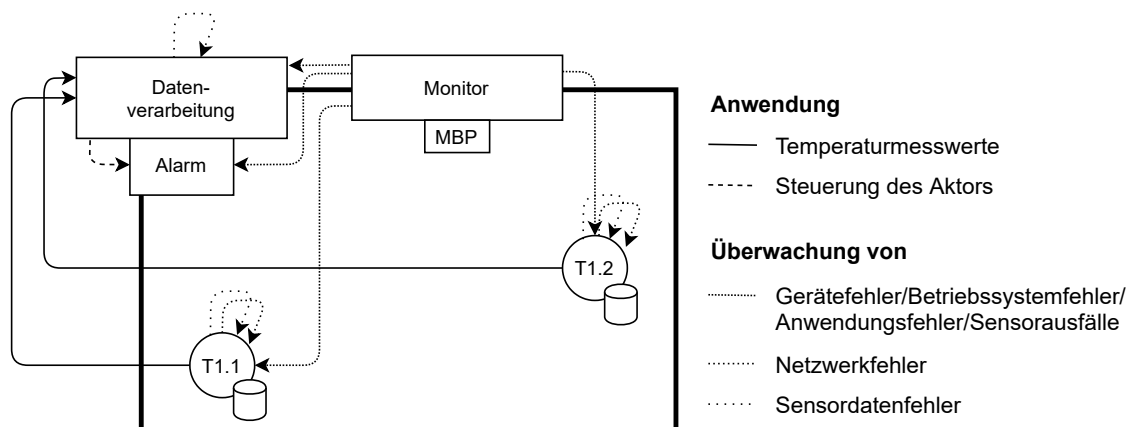 Daten-
verarbeitung
Alarm
Monitor
MBP
T1.2
T1.1
Anwendung
Temperaturmesswerte
Steuerung des Aktors
Überwachung von
Gerätefehler/Betriebssystemfehler/
Anwendungsfehler/Sensorausfälle
Netzwerkfehler
Sensordatenfehler